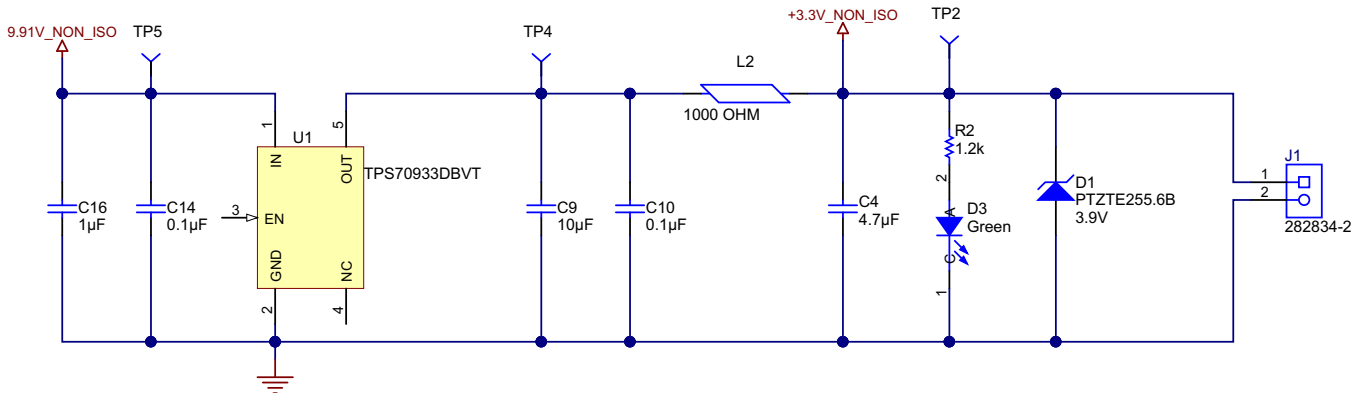 9.91V_NON_ISO
TP5
TP4
L2
1000 OHM
+3.3V_NON_ISO
TP2
1
5
U1
IN
OUT
TPS70933DBVT
3
EN
GND
NC
2
4
C16
1µF
C14
0.1µF
C9
10µF
C10
0.1µF
C4
4.7µF
R2
1.2k
2
A
D3
Green
C
1
D1
PTZTE255.6B
3.9V
J1
1
2
282834-2